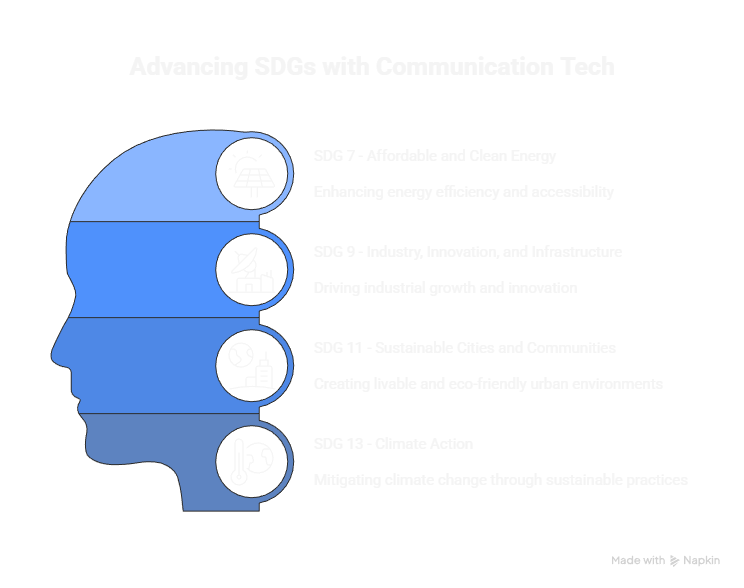 Advancing SDGs with Communication Tech
SDG 7 - Affordable and Clean Energy
Enhancing energy efficiency and accessibility
SDG 9 - Industry, Innovation, and Infrastructure
Driving industrial growth and innovation
SDG 11 - Sustainable Cities and Communities
Creating livable and eco-friendly urban environments
SDG 13 - Climate Action
Mitigating climate change through sustainable practices
Made with Napkin